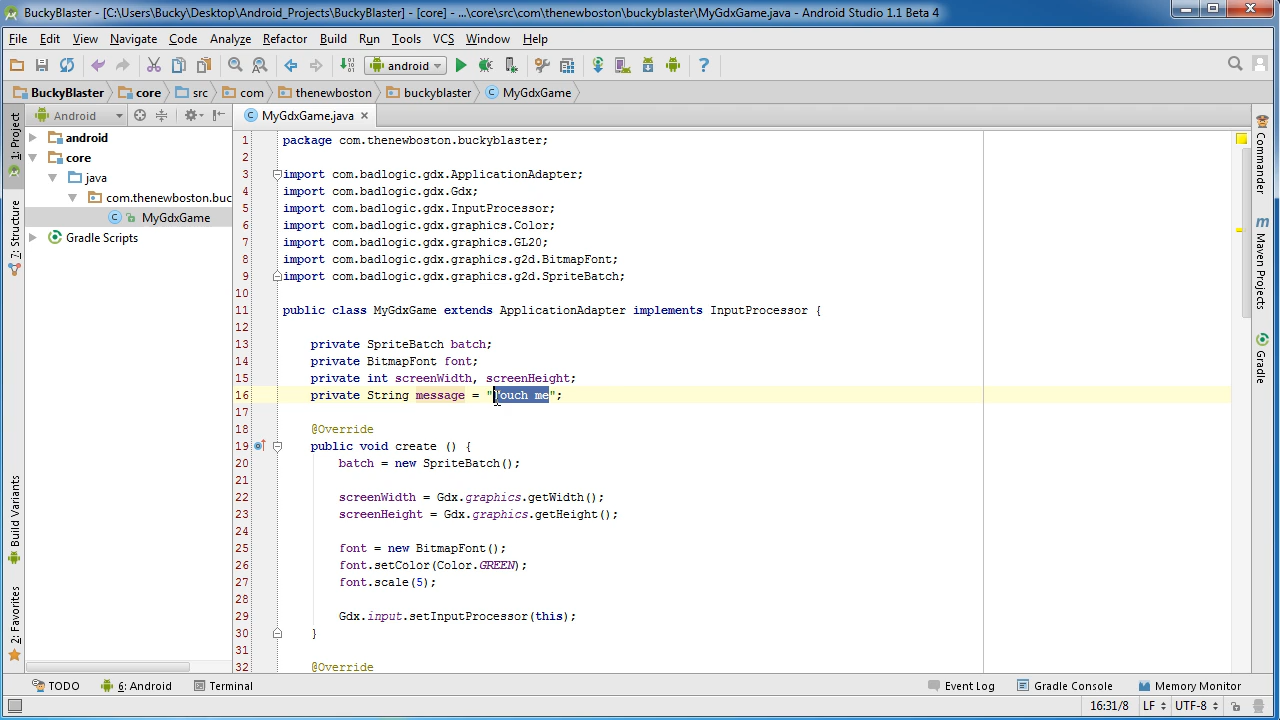 BuckyBlaster - [C:\Users\Bucky\Desktop\Android_Projects\BuckyBlaster] - [core] - ...\core\src\com\thenewboston\buckyblaster\MyGdxGame.java - Android Studio 1.1 Beta 4
File Edit View Navigate Code Analyze Refactor Build Run Tools VCS Window Help
android
BuckyBlaster core src com thenewboston buckyblaster MyGdxGame
Android
MyGdxGame.java
1: Project
7: Structure
Build Variants
2: Favorites
android
core
java
com.thenewboston.buc
MyGdxGame
Gradle Scripts
1 package com.thenewboston.buckyblaster;
2
3 import com.badlogic.gdx.ApplicationAdapter;
4 import com.badlogic.gdx.Gdx;
5 import com.badlogic.gdx.InputProcessor;
6 import com.badlogic.gdx.graphics.Color;
7 import com.badlogic.gdx.graphics.GL20;
8 import com.badlogic.gdx.graphics.g2d.BitmapFont;
9 import com.badlogic.gdx.graphics.g2d.SpriteBatch;
10
11 public class MyGdxGame extends ApplicationAdapter implements InputProcessor {
12
13 private SpriteBatch batch;
14 private BitmapFont font;
15 private int screenWidth, screenHeight;
16 private String message = "Touch me";
17
18 @Override
19 public void create () {
20 batch = new SpriteBatch();
21
22 screenWidth = Gdx.graphics.getWidth();
23 screenHeight = Gdx.graphics.getHeight();
24
25 font = new BitmapFont();
26 font.setColor(Color.GREEN);
27 font.scale(5);
28
29 Gdx.input.setInputProcessor(this);
30 }
31
32 @Override
Commander
Maven Projects
Gradle
TODO 6: Android Terminal Event Log Gradle Console Memory Monitor
16:31/8 LF UTF-8